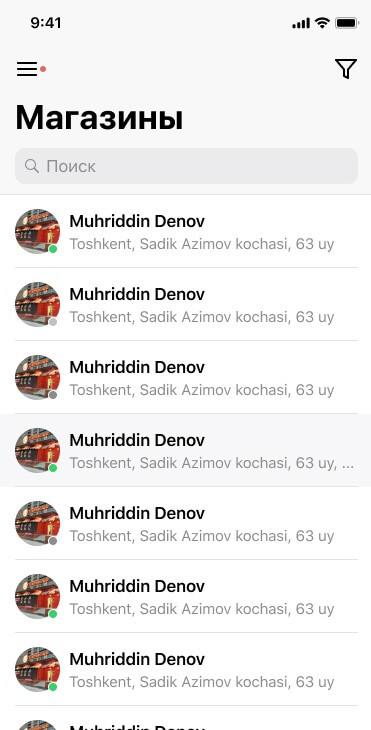 9:41
Магазины
Поиск
Muhriddin Denov
Toshkent, Sadik Azimov kochasi, 63 uy
Muhriddin Denov
Toshkent, Sadik Azimov kochasi, 63 uy
Muhriddin Denov
Toshkent, Sadik Azimov kochasi, 63 uy
Muhriddin Denov
Toshkent, Sadik Azimov kochasi, 63 uy, ...
Muhriddin Denov
Toshkent, Sadik Azimov kochasi, 63 uy
Muhriddin Denov
Toshkent, Sadik Azimov kochasi, 63 uy
Muhriddin Denov
Toshkent, Sadik Azimov kochasi, 63 uy
Muhriddin Denov